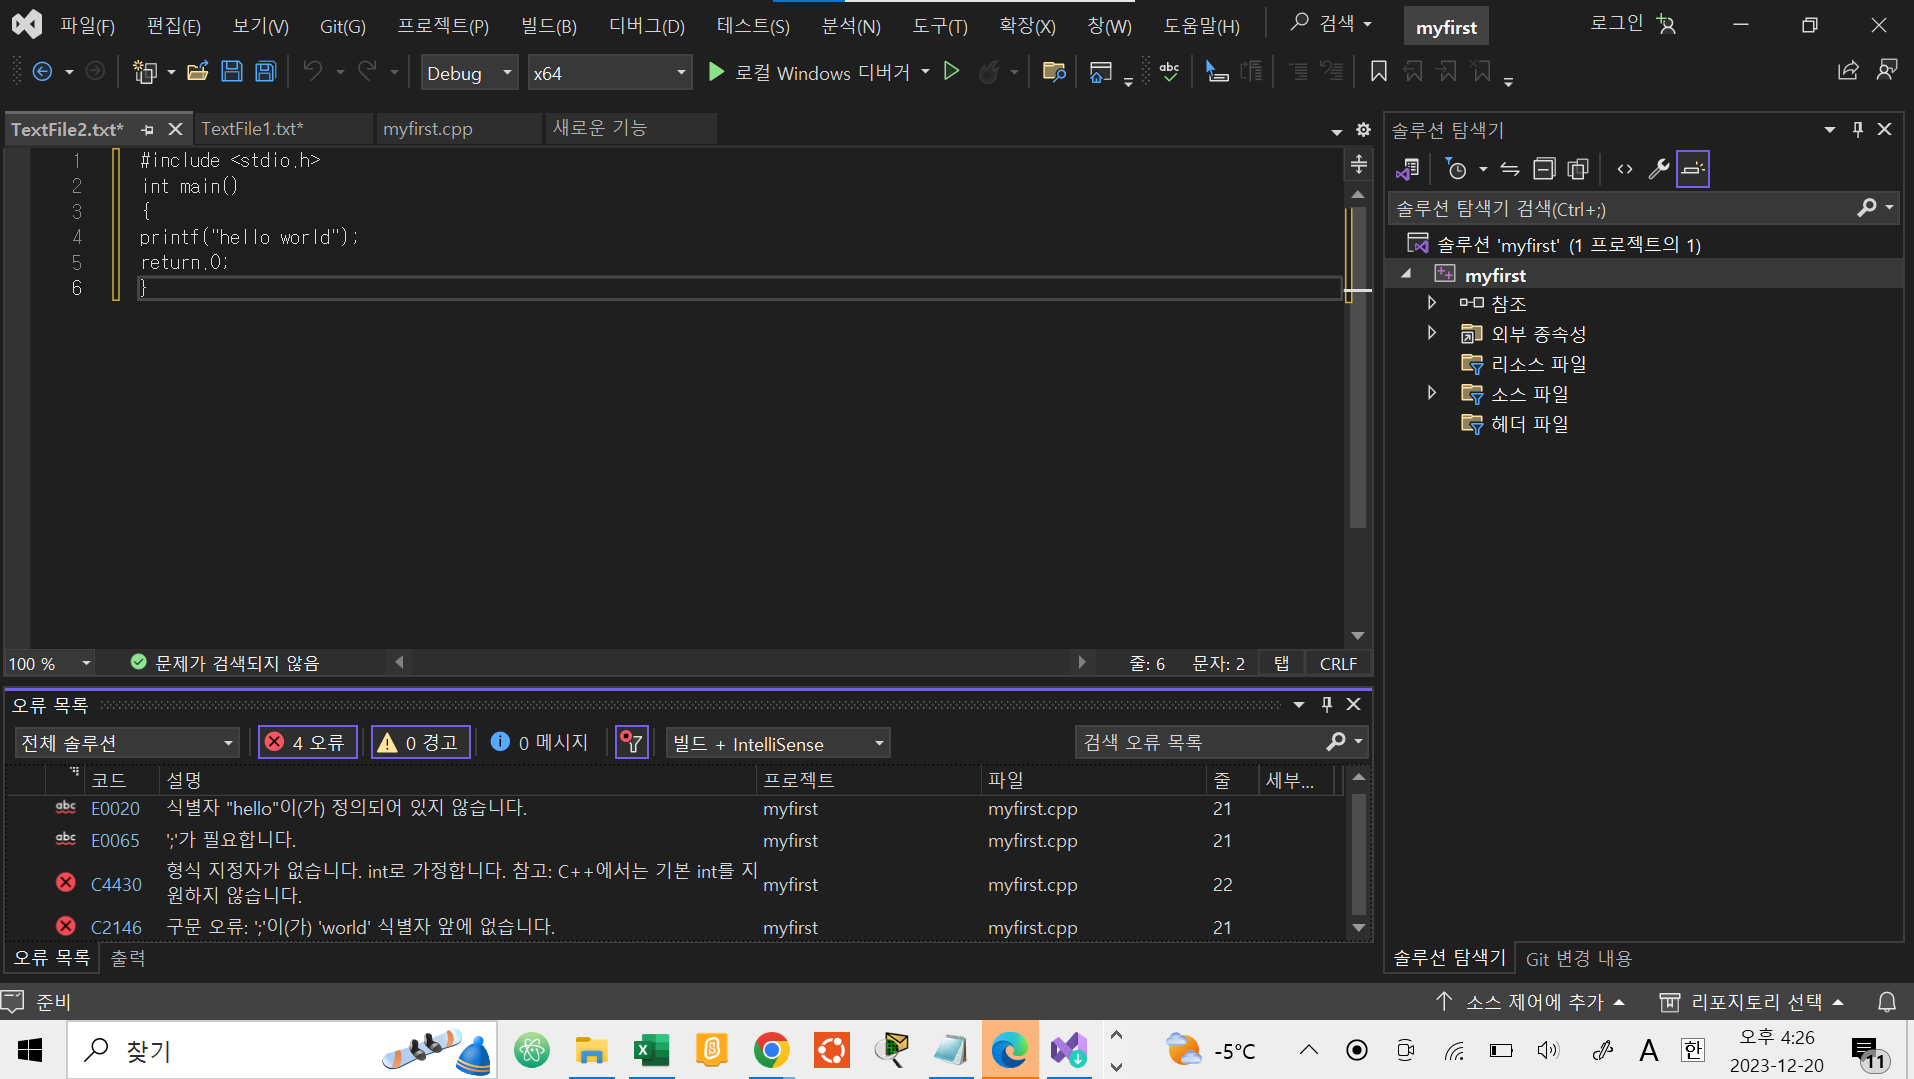 파일(F) 편집(E) 보기(V) Git(G) 프로젝트(P) 빌드(B) 디버그(D) 테스트(S) 분석(N) 도구(T) 확장(X) 창(W) 도움말(H) 검색 myfirst 로그인
Debug x64 로컬 Windows 디버거 abc
TextFile2.txt* TextFile1.txt* myfirst.cpp 새로운 기능
1 #include <stdio.h>
2 int main()
3 {
4 printf("hello world");
5 return.0;
6 }
100 % 문제가 검색되지 않음 줄: 6 문자: 2 탭 CRLF
오류 목록
전체 솔루션 4 오류 0 경고 0 메시지 빌드 + IntelliSense 검색 오류 목록
코드 설명 프로젝트 파일 줄 세부...
abc E0020 식별자 "hello"이(가) 정의되어 있지 않습니다. myfirst myfirst.cpp 21
abc E0065 ';'가 필요합니다. myfirst myfirst.cpp 21
C4430 형식 지정자가 없습니다. int로 가정합니다. 참고: C++에서는 기본 int를 지
원하지 않습니다. myfirst myfirst.cpp 22
C2146 구문 오류: ';'이(가) 'world' 식별자 앞에 없습니다. myfirst myfirst.cpp 21
오류 목록 출력
솔루션 탐색기
솔루션 탐색기 검색(Ctrl+;)
솔루션 'myfirst' (1 프로젝트의 1)
myfirst
참조
외부 종속성
리소스 파일
소스 파일
헤더 파일
솔루션 탐색기 Git 변경 내용
준비 소스 제어에 추가 리포지토리 선택
찾기 -5°C A 한 오후 4:26
2023-12-20 11